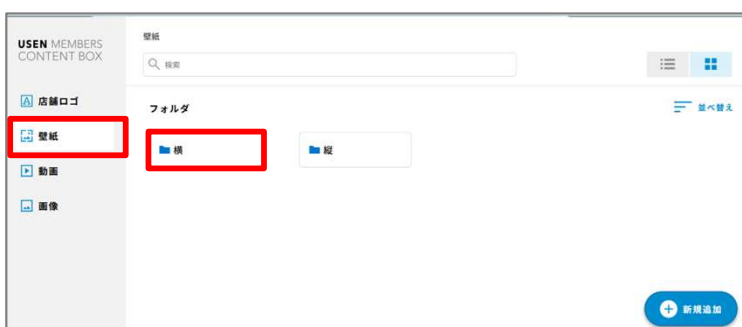 USEN MEMBERS
CONTENT BOX
店舗ロゴ
壁紙
動画
画像
壁紙
検索
フォルダ
並べ替え
横
縦
新規追加